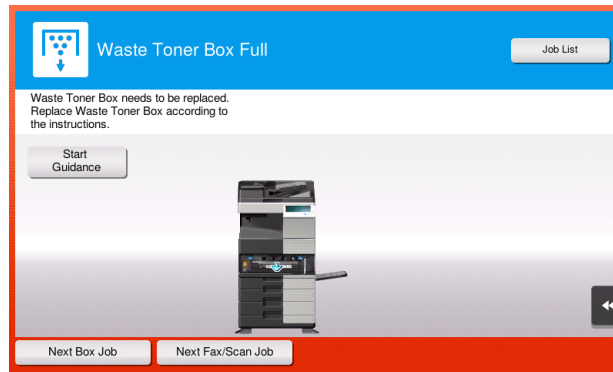 Waste Toner Box Full
Job List
Waste Toner Box needs to be replaced.
Replace Waste Toner Box according to
the instructions.
Start
Guidance
Next Box Job
Next Fax/Scan Job